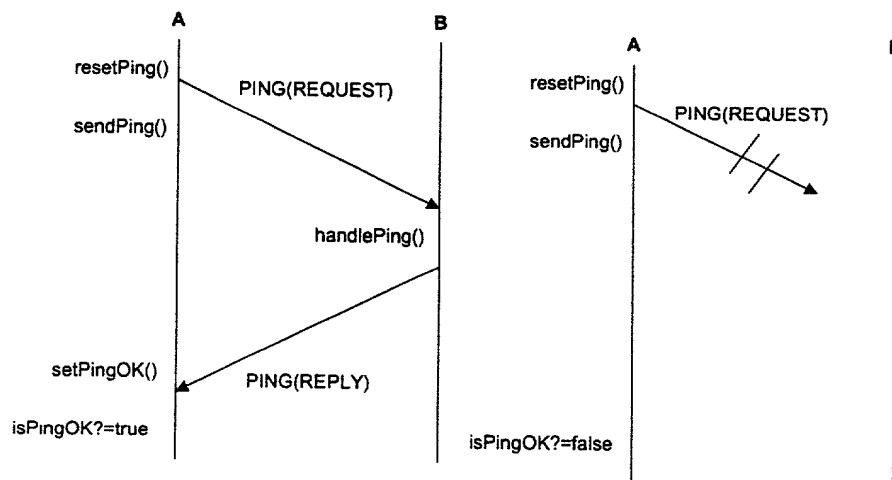 A
B
resetPing()
PING(REQUEST)
sendPing()
handlePing()
setPingOK()
PING(REPLY)
isPingOK?=true
A
resetPing()
PING(REQUEST)
sendPing()
isPingOK?=false